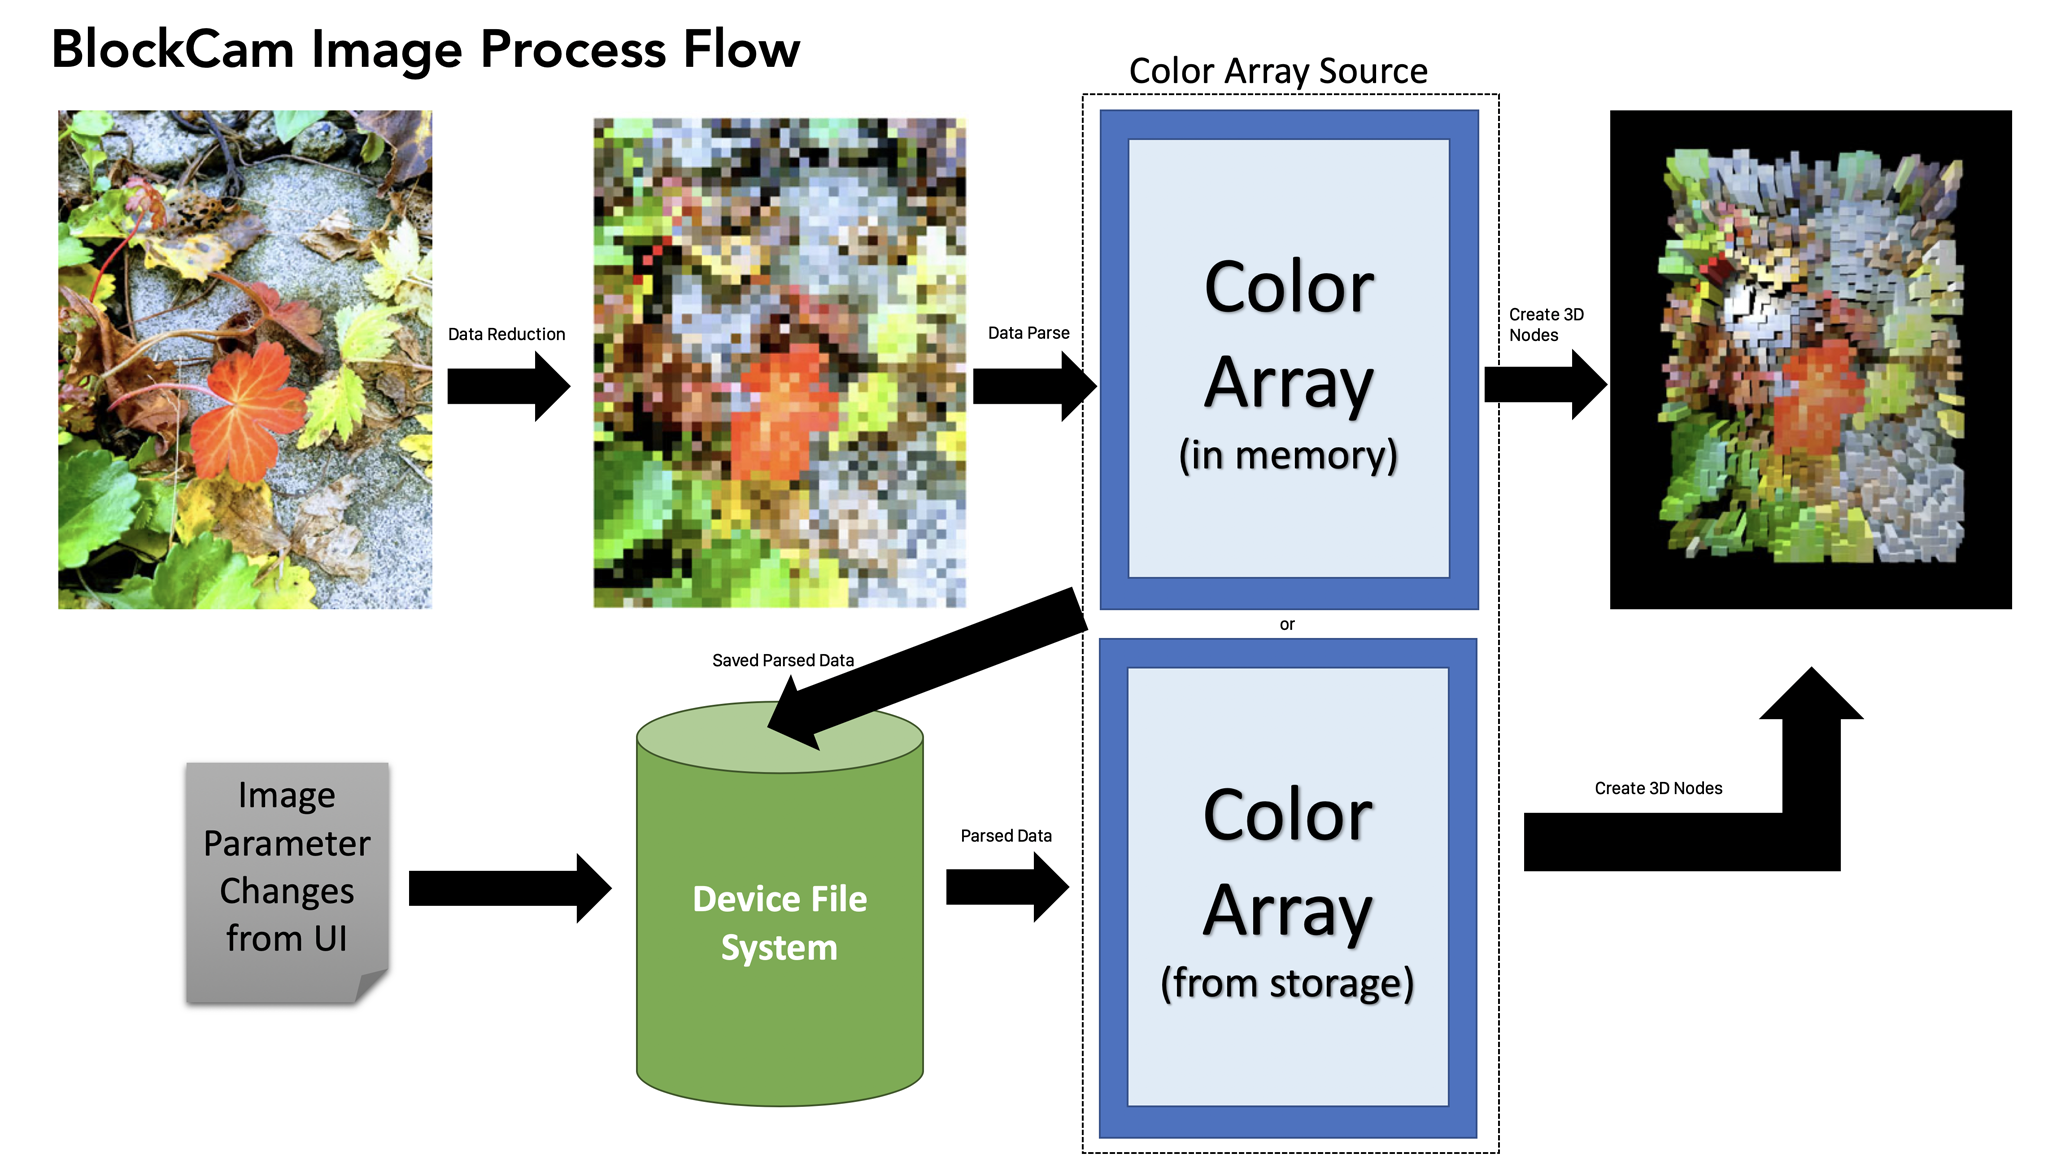 BlockCam Image Process Flow
Color Array Source
Data Reduction
Data Parse
Color
Array
(in memory)
Create 3D
Nodes
or
Saved Parsed Data
Image
Parameter
Changes
from UI
Device File
System
Parsed Data
Color
Array
(from storage)
Create 3D Nodes